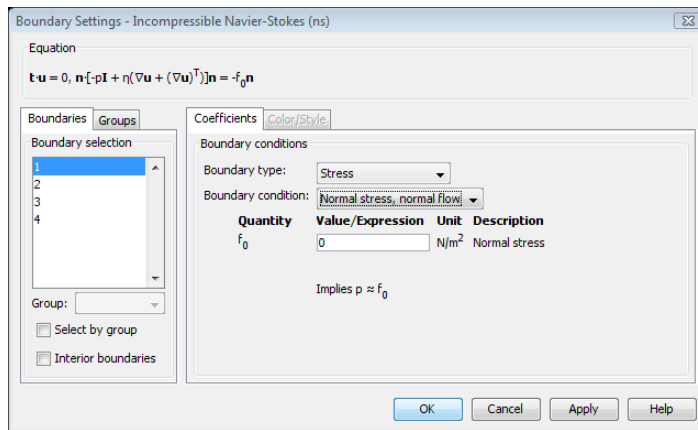 Boundary Settings - Incompressible Navier-Stokes (ns)
Equation
t·u = 0, n·[-pI + η(∇u + (∇u)ᵀ)]n = -f₀n
Boundaries Groups
Boundary selection
1
2
3
4
Group:
Select by group
Interior boundaries
Coefficients Color/Style
Boundary conditions
Boundary type: Stress
Boundary condition: Normal stress, normal flow
Quantity Value/Expression Unit Description
f₀ 0 N/m² Normal stress
Implies p ≈ f₀
OK Cancel Apply Help